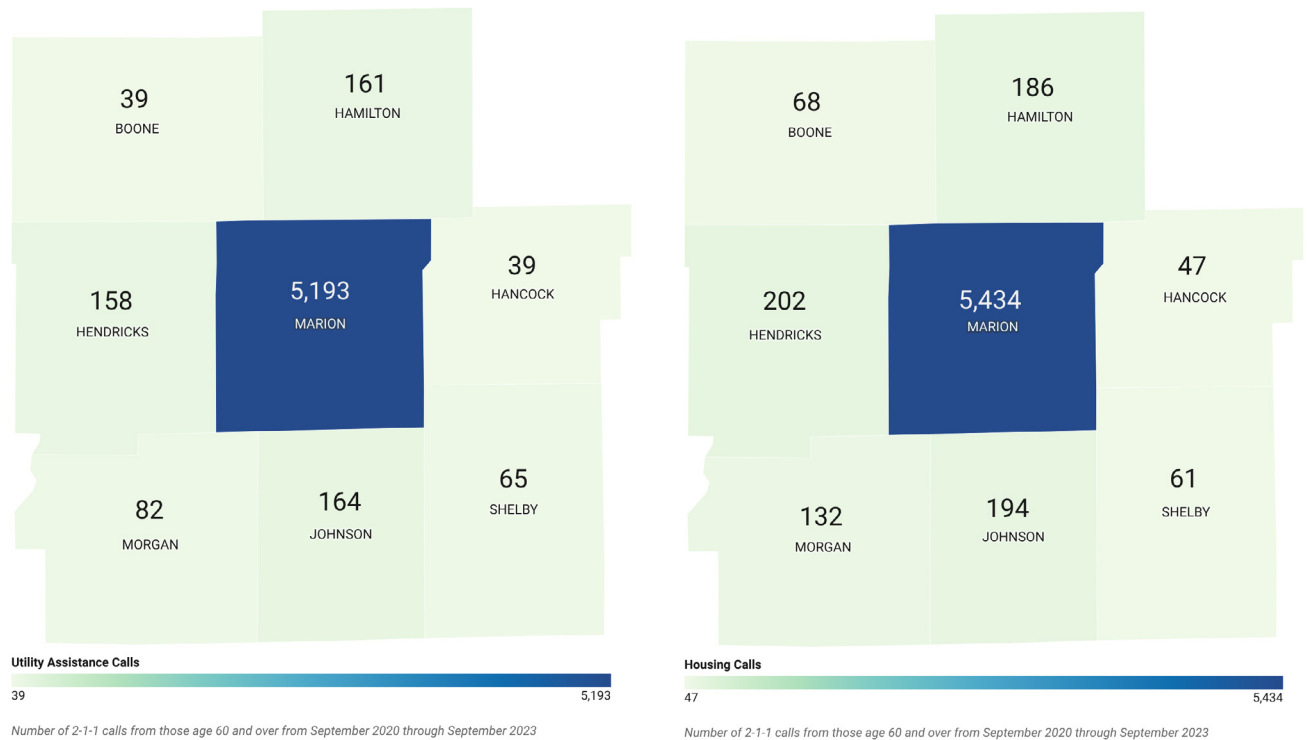 39
BOONE
161
HAMILTON
158
HENDRICKS
5,193
MARION
39
HANCOCK
82
MORGAN
164
JOHNSON
65
SHELBY
Utility Assistance Calls
39
5,193
Number of 2-1-1 calls from those age 60 and over from September 2020 through September 2023
68
BOONE
186
HAMILTON
202
HENDRICKS
5,434
MARION
47
HANCOCK
132
MORGAN
194
JOHNSON
61
SHELBY
Housing Calls
47
5,434
Number of 2-1-1 calls from those age 60 and over from September 2020 through September 2023